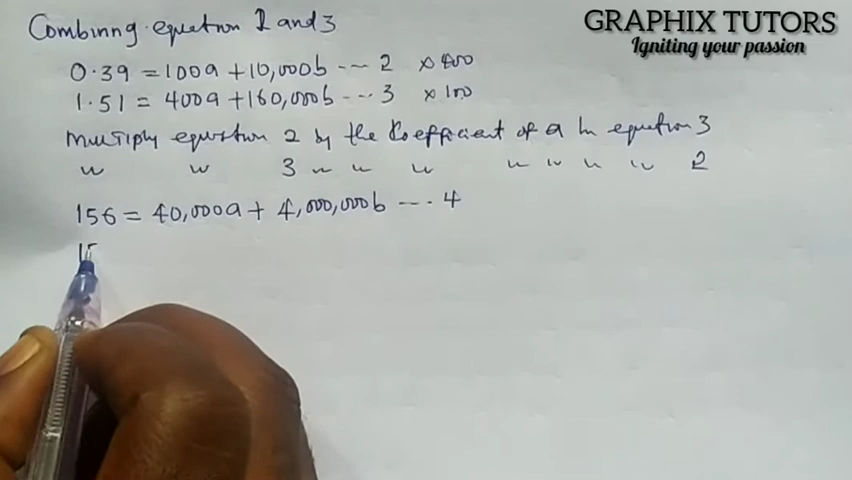 GRAPHIX TUTORS
Igniting your passion
Combinng equation 2 and 3
0.39 = 100a + 10,000b --- 2 × 400
1.51 = 400a + 160,000b --- 3 × 100
Multiply equation 2 by the Coefficient of a in equation 3
" " 3 " " " " " " " 2
156 = 40,000a + 4,000,000b --- 4
15